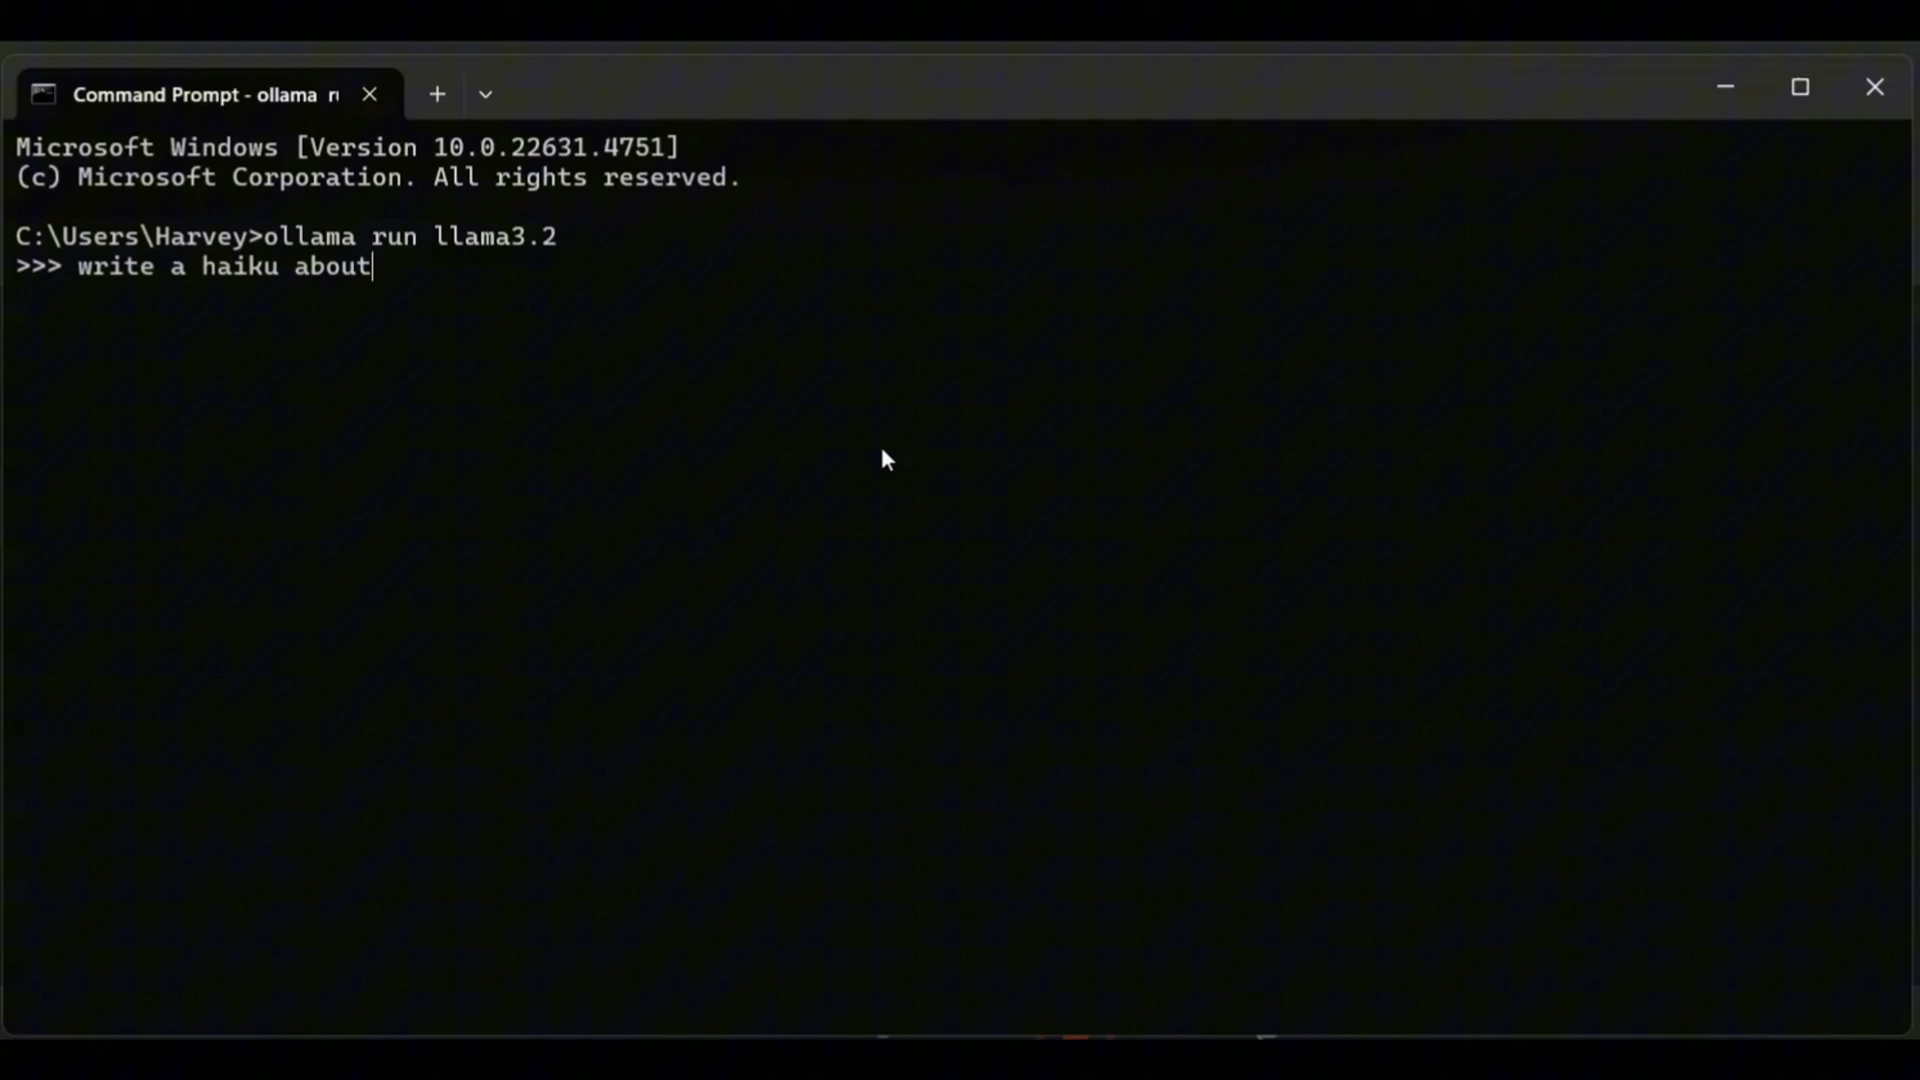 Command Prompt - ollama
Microsoft Windows [Version 10.0.22631.4751]
(c) Microsoft Corporation. All rights reserved.
C:\Users\Harvey>ollama run llama3.2
>>> write a haiku about